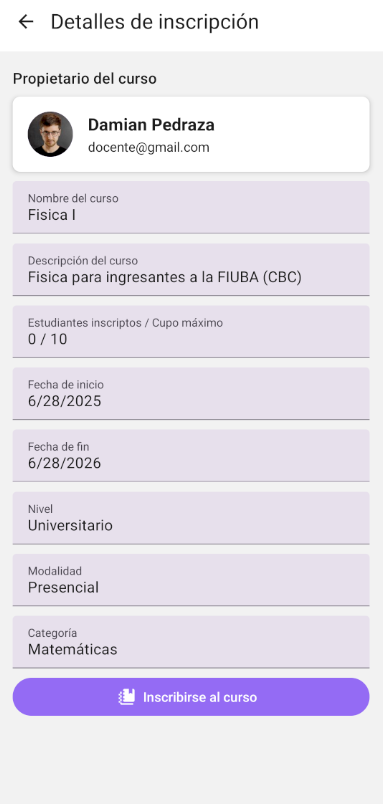 Detalles de inscripción
Propietario del curso
Damian Pedraza
docente@gmail.com
Nombre del curso
Fisica I
Descripción del curso
Fisica para ingresantes a la FIUBA (CBC)
Estudiantes inscriptos / Cupo máximo
0 / 10
Fecha de inicio
6/28/2025
Fecha de fin
6/28/2026
Nivel
Universitario
Modalidad
Presencial
Categoría
Matemáticas
Inscribirse al curso